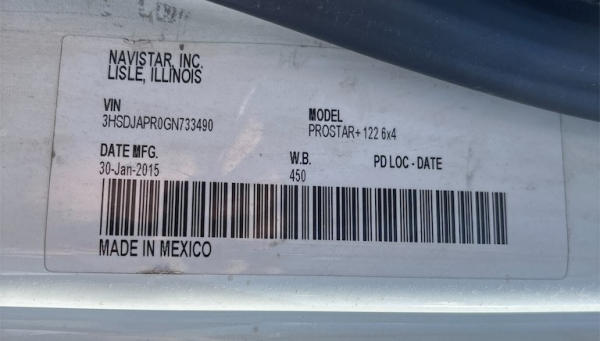 NAVISTAR, INC.
LISLE, ILLINOIS
VIN
3HSDJAPR0GN733490
MODEL
PROSTAR+ 122 6x4
DATE MFG.
30-Jan-2015
W.B.
450
PD LOC - DATE
MADE IN MEXICO